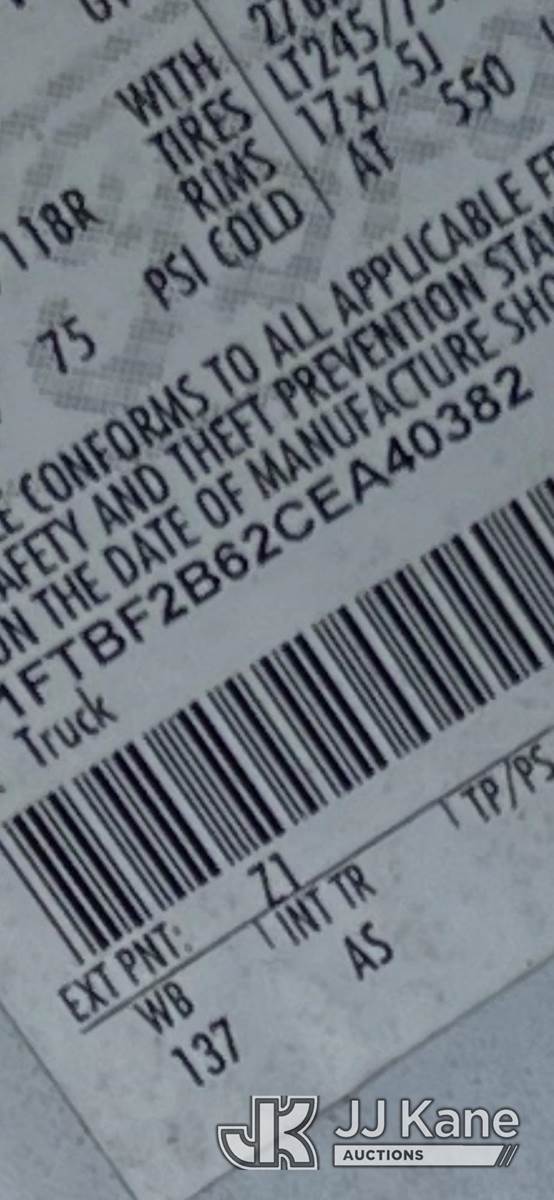 WITH
TIRES LT245/75
RIMS 17x7.5J
118R AT 550
75 PSI COLD
CONFORMS TO ALL APPLICABLE
AND THEFT PREVENTION
ON THE DATE OF MANUFACTURE
1FTBF2B62CEA40382
Truck
EXT PNT: Z1
WB INT TR TP/PS
137 AS
JK JJ Kane
AUCTIONS